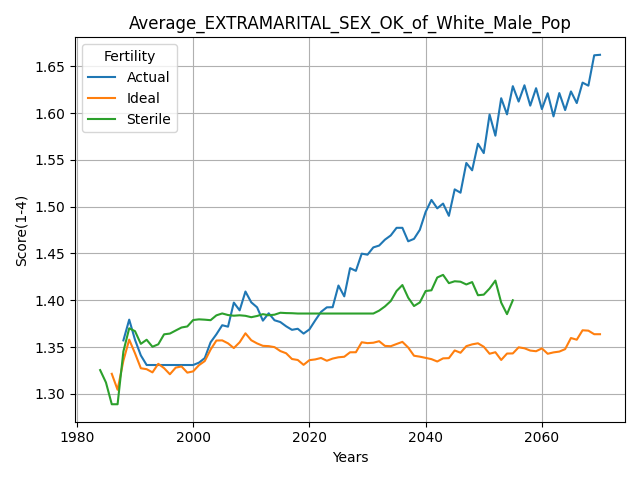 Average_EXTRAMARITAL_SEX_OK_of_White_Male_Pop
Fertility
Actual
Ideal
Sterile
Score(1-4)
1.65
1.60
1.55
1.50
1.45
1.40
1.35
1.30
1980 2000 2020 2040 2060
Years